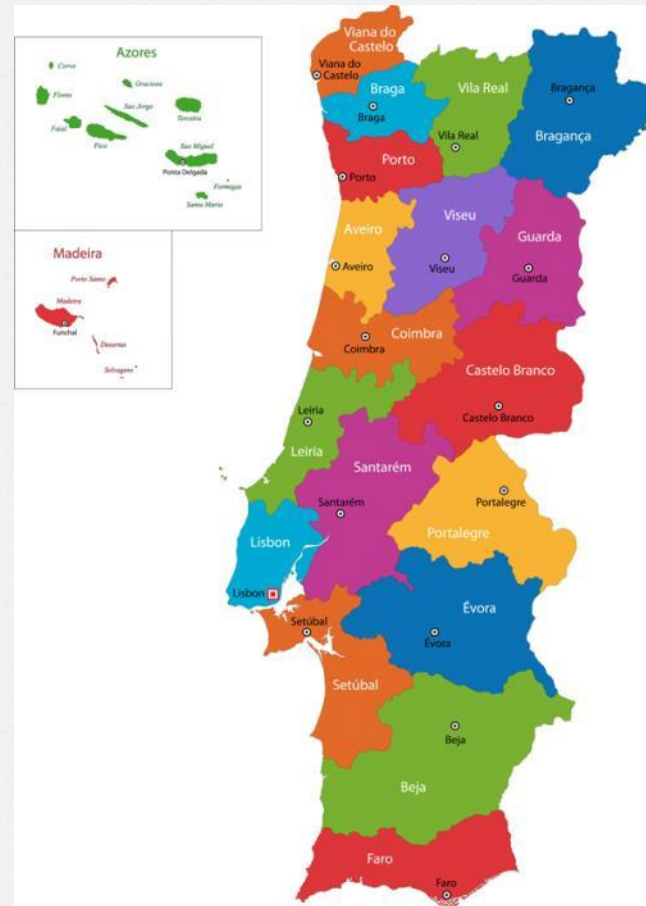 Azores
Corvo
Flores
Graciosa
Sao Jorge
Terceira
Faial
Pico
Sao Miguel
Ponta Delgada
Formigas
Santa Maria
Madeira
Porto Santo
Madeira
Funchal
Desertas
Selvagens
Viana do
Castelo
Viana do
Castelo
Braga
Braga
Vila Real
Vila Real
Bragança
Bragança
Porto
Porto
Aveiro
Aveiro
Viseu
Viseu
Guarda
Guarda
Coimbra
Coimbra
Castelo Branco
Castelo Branco
Leiria
Leiria
Santarém
Santarém
Portalegre
Portalegre
Lisbon
Lisbon
Setúbal
Setúbal
Évora
Évora
Beja
Beja
Faro
Faro